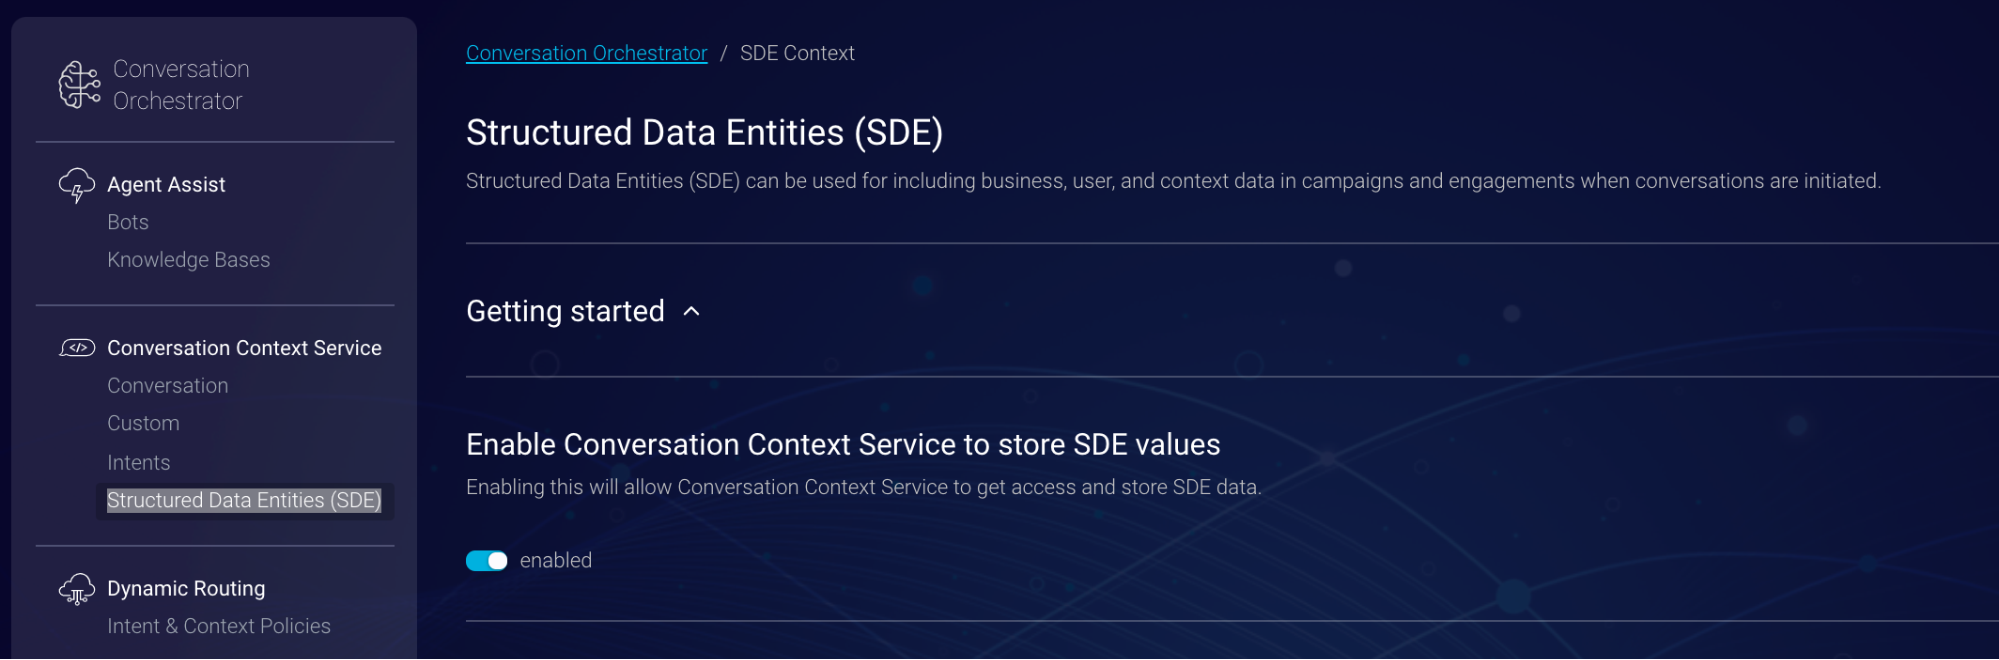 Conversation
Orchestrator
Agent Assist
Bots
Knowledge Bases
Conversation Context Service
Conversation
Custom
Intents
Structured Data Entities (SDE)
Dynamic Routing
Intent & Context Policies
Conversation Orchestrator / SDE Context
Structured Data Entities (SDE)
Structured Data Entities (SDE) can be used for including business, user, and context data in campaigns and engagements when conversations are initiated.
Getting started
Enable Conversation Context Service to store SDE values
Enabling this will allow Conversation Context Service to get access and store SDE data.
enabled